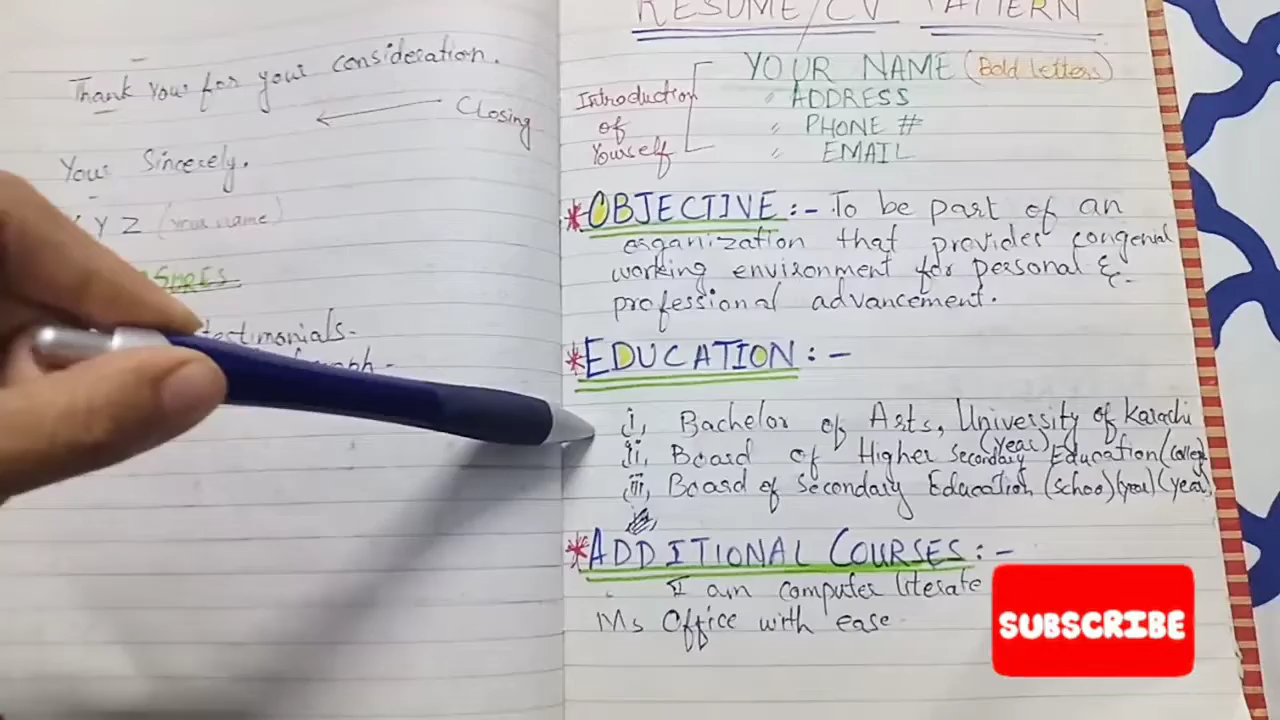 Thank You for your consideration.
Closing
Your Sincerely.
Y Z (Your name)
SURES
testimonials.
RESUME/CV PATTERN
YOUR NAME (Bold letters)
Introduction
of
Yourself
" ADDRESS
" PHONE #
" EMAIL
*OBJECTIVE :- To be part of an
organization that provides congenial
working environment for personal &
professional advancement.
*EDUCATION :-
i, Bachelor of Arts, University of Karachi
(year)
ii, Board of Higher Secondary Education (college
iii, Board of Secondary Education (school) (year) (year)
*ADDITIONAL COURSES :-
I am computer literate
Ms Office with ease
SUBSCRIBE